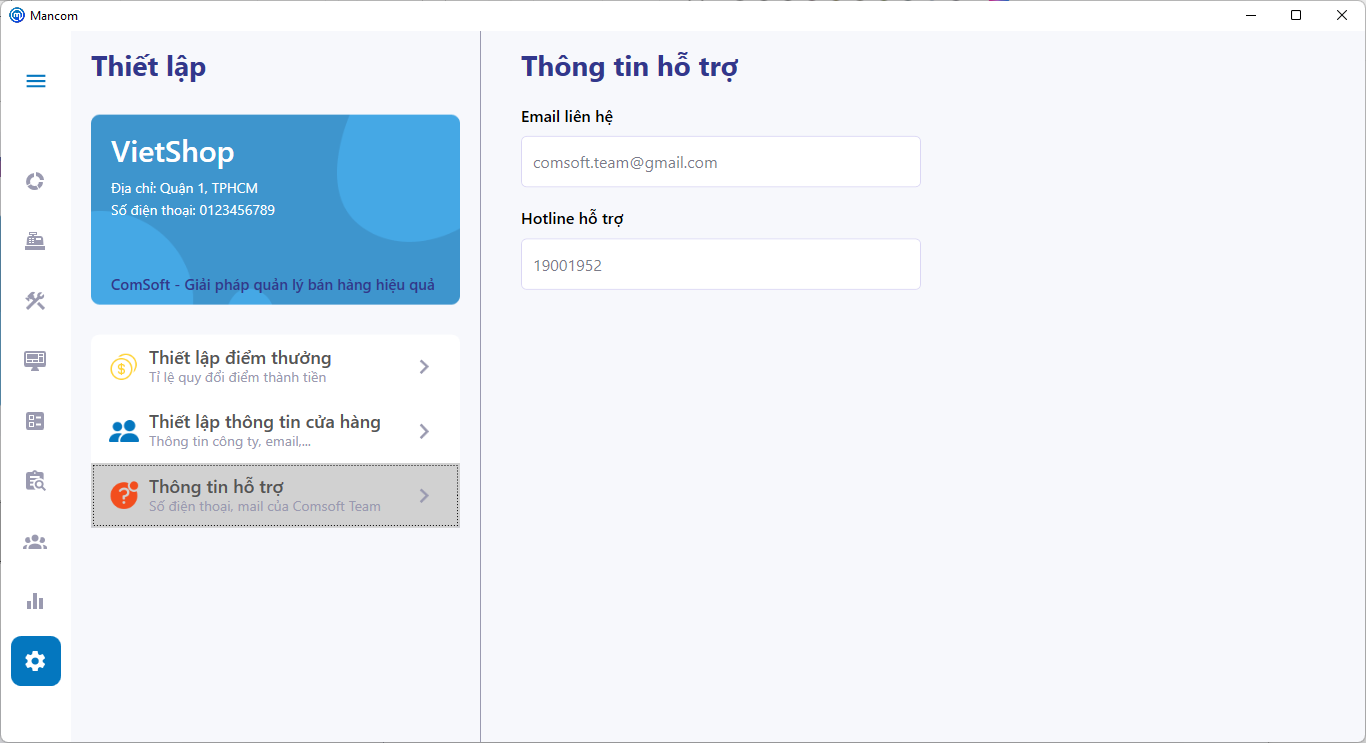 Mancom
Thiết lập
VietShop
Địa chỉ: Quận 1, TPHCM
Số điện thoại: 0123456789
ComSoft - Giải pháp quản lý bán hàng hiệu quả
Thiết lập điểm thưởng
Tỉ lệ quy đổi điểm thành tiền
Thiết lập thông tin cửa hàng
Thông tin công ty, email,...
Thông tin hỗ trợ
Số điện thoại, mail của Comsoft Team
Thông tin hỗ trợ
Email liên hệ
comsoft.team@gmail.com
Hotline hỗ trợ
19001952